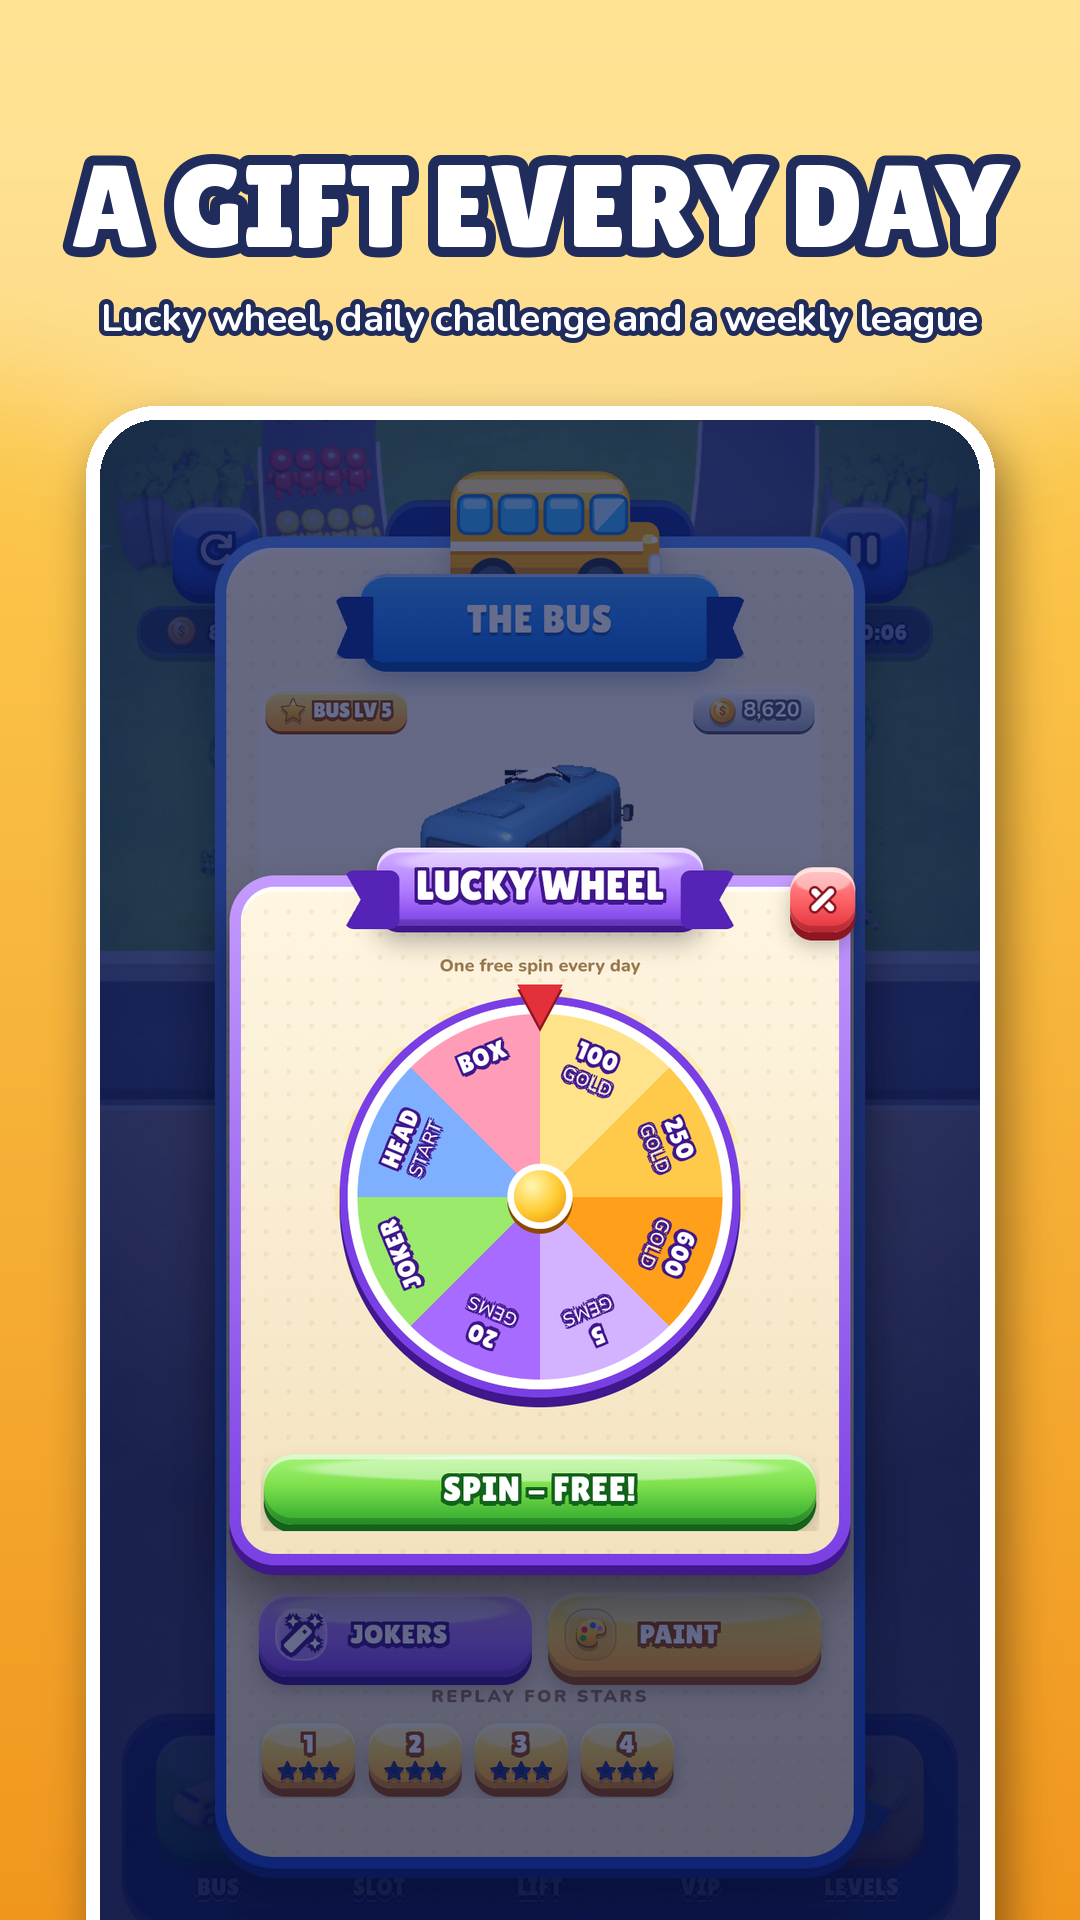 A GIFT EVERY DAY
Lucky wheel, daily challenge and a weekly league
THE BUS
0:06
BUS LV 5
8,620
LUCKY WHEEL
One free spin every day
BOX
100
GOLD
250
GOLD
600
GOLD
5
GEMS
20
GEMS
JOKER
HEAD
START
SPIN – FREE!
JOKERS
PAINT
REPLAY FOR STARS
1
2
3
4
BUS
SLOT
LIFT
VIP
LEVELS